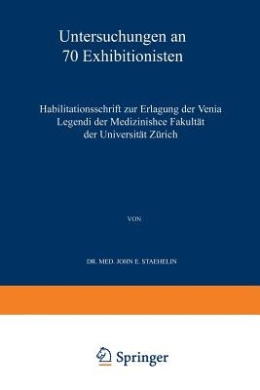 Untersuchungen an
70 Exhibitionisten
Habilitationsschrift zur Erlagung der Venia
Legendi der Medizinishce Fakultät
der Universität Zürich
VON
DR. MED. JOHN E. STAEHELIN
Springer